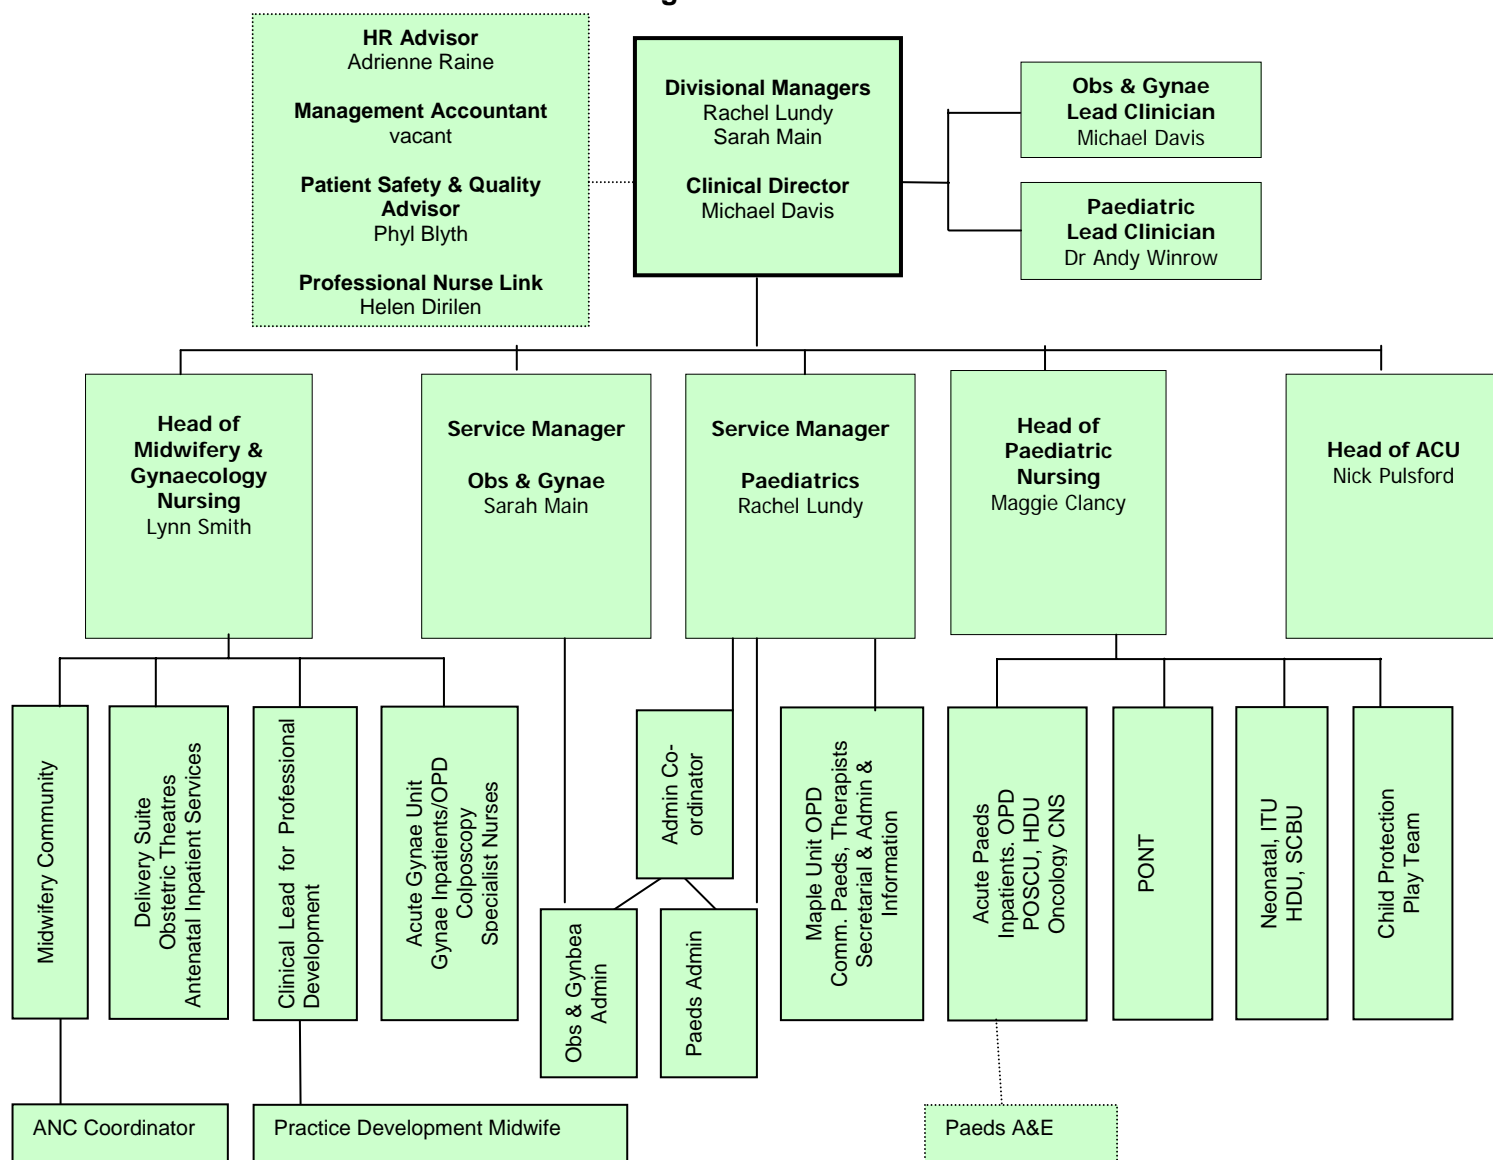 HR Advisor
Adrienne Raine
Management Accountant
vacant
Patient Safety & Quality
Advisor
Phyl Blyth
Professional Nurse Link
Helen Dirilen
Divisional Managers
Rachel Lundy
Sarah Main
Clinical Director
Michael Davis
Obs & Gynae
Lead Clinician
Michael Davis
Paediatric
Lead Clinician
Dr Andy Winrow
Head of
Midwifery &
Gynaecology
Nursing
Lynn Smith
Service Manager
Obs & Gynae
Sarah Main
Service Manager
Paediatrics
Rachel Lundy
Head of
Paediatric
Nursing
Maggie Clancy
Head of ACU
Nick Pulsford
Midwifery Community
Delivery Suite
Obstetric Theatres
Antenatal Inpatient Services
Clinical Lead for Professional
Development
Acute Gynae Unit
Gynae Inpatients/OPD
Colposcopy
Specialist Nurses
Admin Co-
ordinator
Obs & Gynbea
Admin
Paeds Admin
Maple Unit OPD
Comm. Paeds, Therapists
Secretarial & Admin &
Information
Acute Paeds
Inpatients. OPD
POSCU, HDU
Oncology CNS
PONT
Neonatal, ITU
HDU, SCBU
Child Protection
Play Team
ANC Coordinator
Practice Development Midwife
Paeds A&E